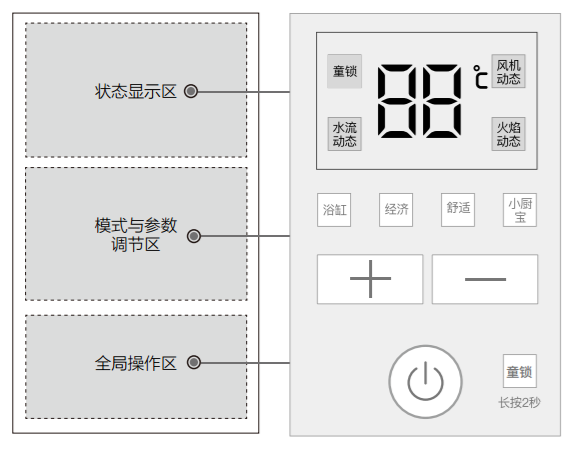 状态显示区
模式与参数
调节区
全局操作区
童锁
88
℃
风机
动态
水流
动态
火焰
动态
浴缸
经济
舒适
小厨
宝
童锁
长按2秒